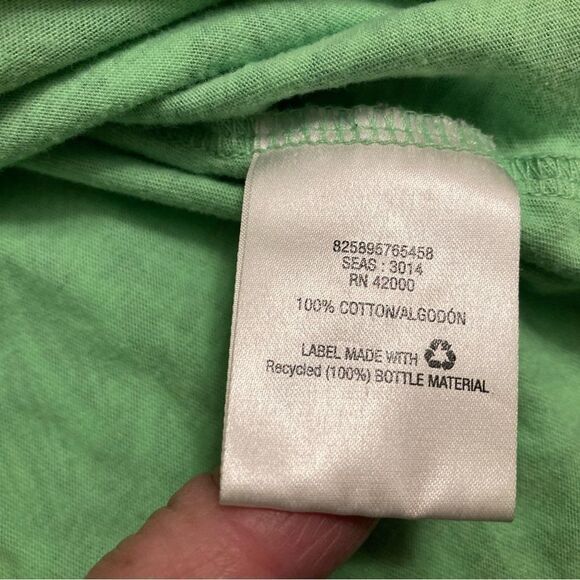 825895765458
SEAS : 3014
RN 42000
100% COTTON/ALGODÓN
LABEL MADE WITH
Recycled (100%) BOTTLE MATERIAL